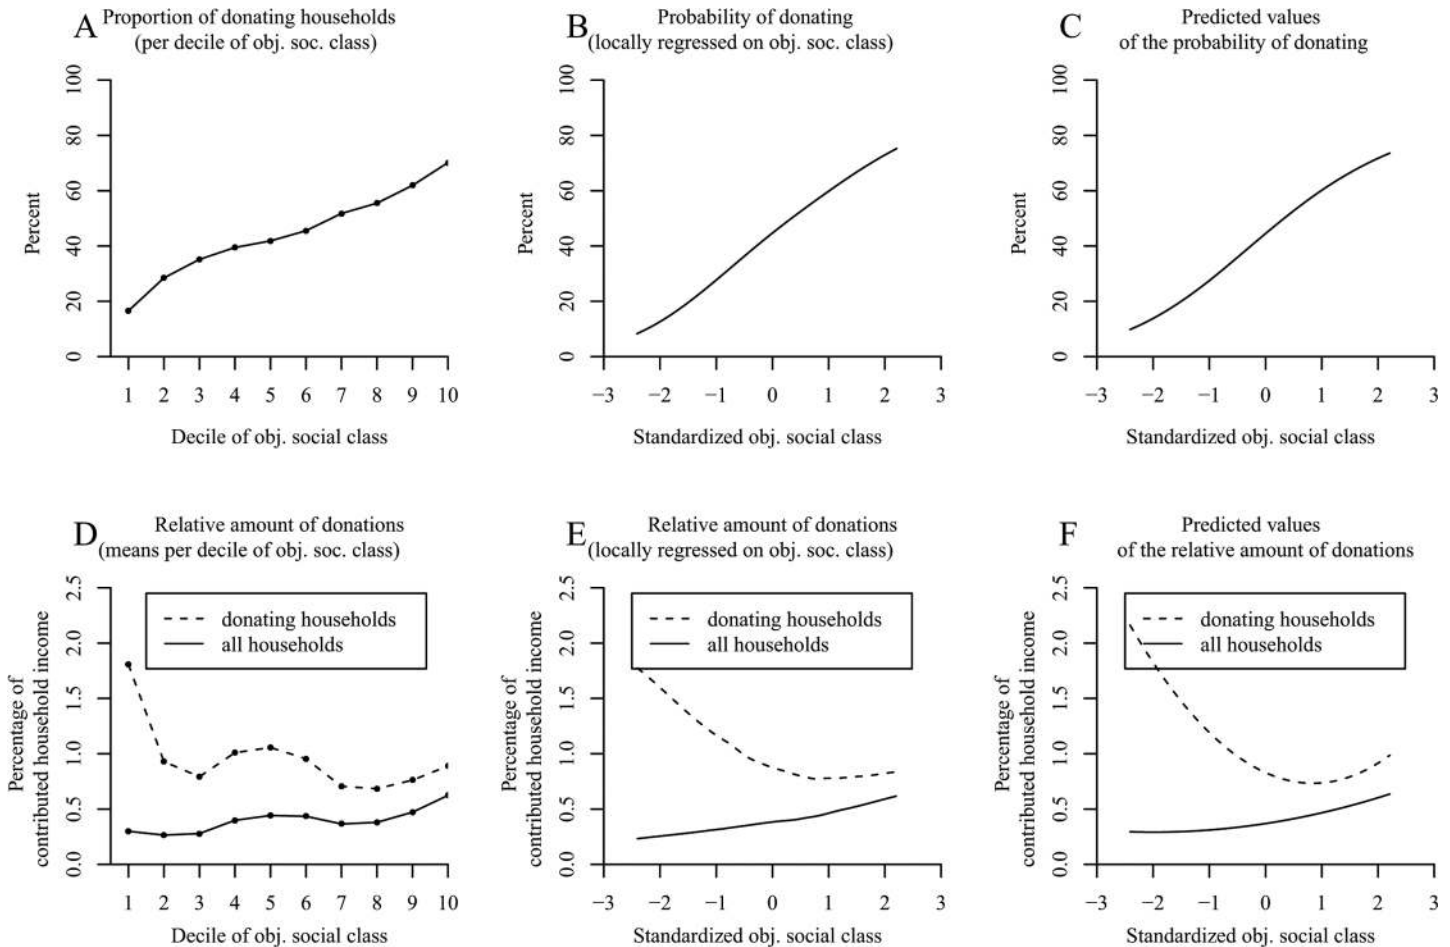 A Proportion of donating households
(per decile of obj. soc. class)
Percent
100
80
60
40
20
0
1 2 3 4 5 6 7 8 9 10
Decile of obj. social class
B Probability of donating
(locally regressed on obj. soc. class)
Percent
100
80
60
40
20
0
−3 −2 −1 0 1 2 3
Standardized obj. social class
C Predicted values
of the probability of donating
Percent
100
80
60
40
20
0
−3 −2 −1 0 1 2 3
Standardized obj. social class
D Relative amount of donations
(means per decile of obj. soc. class)
Percentage of
contributed household income
2.5
2.0
1.5
1.0
0.5
0.0
donating households
all households
1 2 3 4 5 6 7 8 9 10
Decile of obj. social class
E Relative amount of donations
(locally regressed on obj. soc. class)
Percentage of
contributed household income
2.5
2.0
1.5
1.0
0.5
0.0
donating households
all households
−3 −2 −1 0 1 2 3
Standardized obj. social class
F Predicted values
of the relative amount of donations
Percentage of
contributed household income
2.5
2.0
1.5
1.0
0.5
0.0
donating households
all households
−3 −2 −1 0 1 2 3
Standardized obj. social class